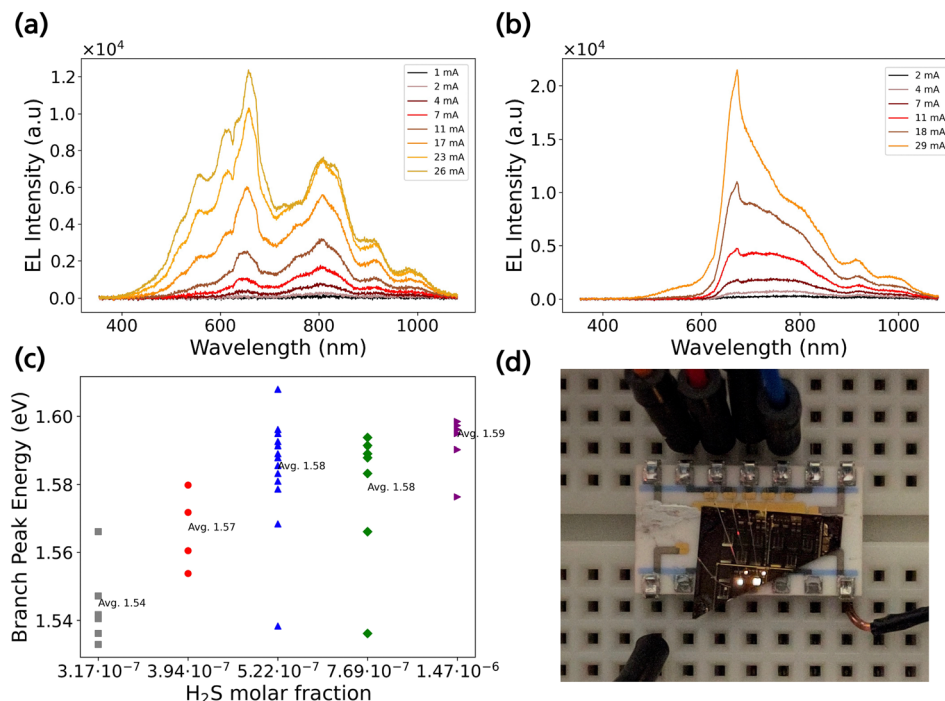 (a)
×10⁴
EL Intensity (a.u)
1.2
1.0
0.8
0.6
0.4
0.2
0.0
400 600 800 1000
Wavelength (nm)
1 mA
2 mA
4 mA
7 mA
11 mA
17 mA
23 mA
26 mA
(b)
×10⁴
EL Intensity (a.u)
2.0
1.5
1.0
0.5
0.0
400 600 800 1000
Wavelength (nm)
2 mA
4 mA
7 mA
11 mA
18 mA
29 mA
(c)
Branch Peak Energy (eV)
1.60
1.58
1.56
1.54
Avg. 1.54
Avg. 1.57
Avg. 1.58
Avg. 1.58
Avg. 1.59
3.17·10⁻⁷ 3.94·10⁻⁷ 5.22·10⁻⁷ 7.69·10⁻⁷ 1.47·10⁻⁶
H₂S molar fraction
(d)